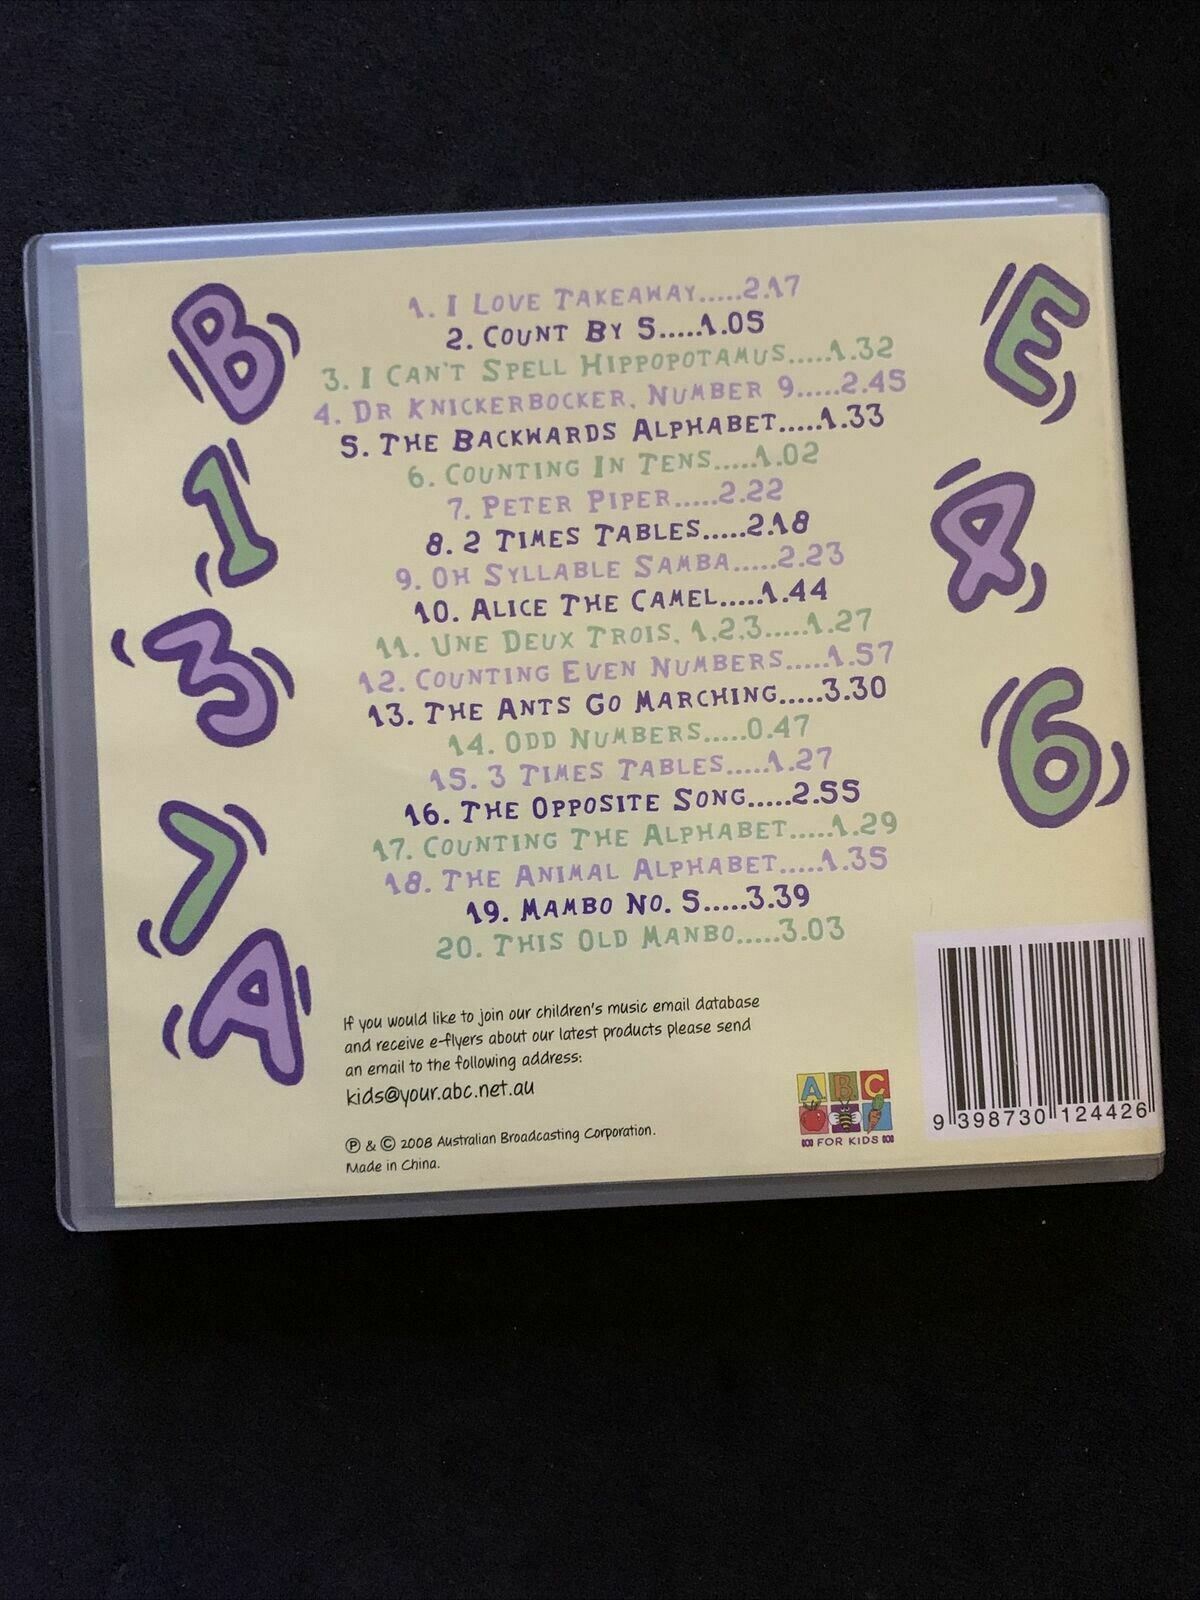 1. I LOVE TAKEAWAY.....2.17
2. COUNT BY 5.....1.05
3. I CAN'T SPELL HIPPOPOTAMUS.....1.32
4. DR KNICKERBOCKER, NUMBER 9.....2.45
5. THE BACKWARDS ALPHABET.....1.33
6. COUNTING IN TENS.....1.02
7. PETER PIPER.....2.22
8. 2 TIMES TABLES.....2.18
9. OH SYLLABLE SAMBA.....2.23
10. ALICE THE CAMEL.....1.44
11. UNE DEUX TROIS, 1,2,3.....1.27
12. COUNTING EVEN NUMBERS.....1.57
13. THE ANTS GO MARCHING.....3.30
14. ODD NUMBERS.....0.47
15. 3 TIMES TABLES.....1.27
16. THE OPPOSITE SONG.....2.55
17. COUNTING THE ALPHABET.....1.29
18. THE ANIMAL ALPHABET.....1.35
19. MAMBO NO. 5.....3.39
20. THIS OLD MANBO.....3.03
B
1
3
7
A
E
4
6
If you would like to join our children's music email database
and receive e-flyers about our latest products please send
an email to the following address:
kids@your.abc.net.au
℗ & © 2008 Australian Broadcasting Corporation.
Made in China.
ABC
FOR KIDS
9 398730 124426